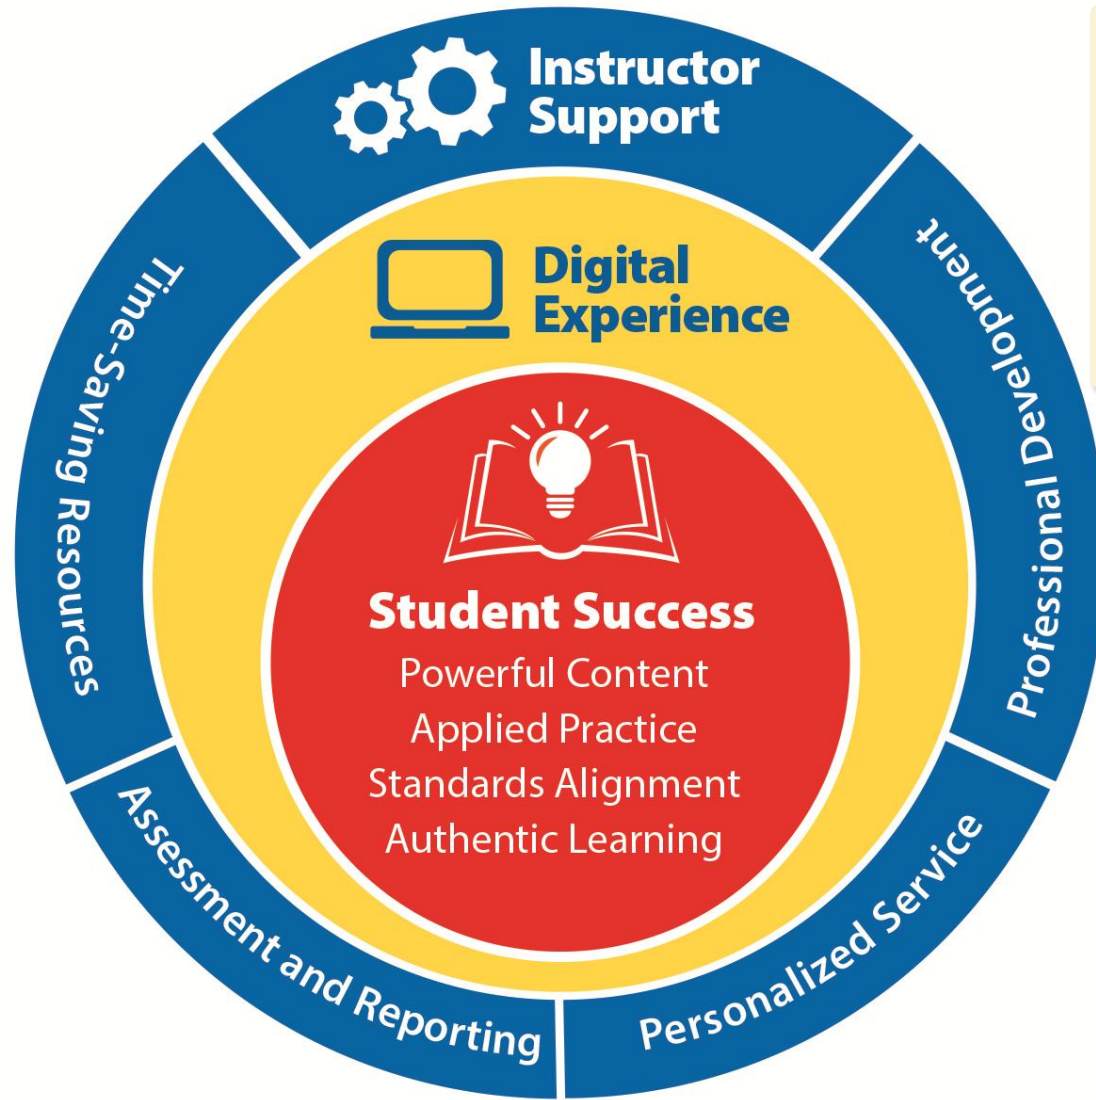 Instructor
Support
Digital
Experience
Student Success
Powerful Content
Applied Practice
Standards Alignment
Authentic Learning
Time-Saving Resources
Professional Development
Assessment and Reporting
Personalized Service